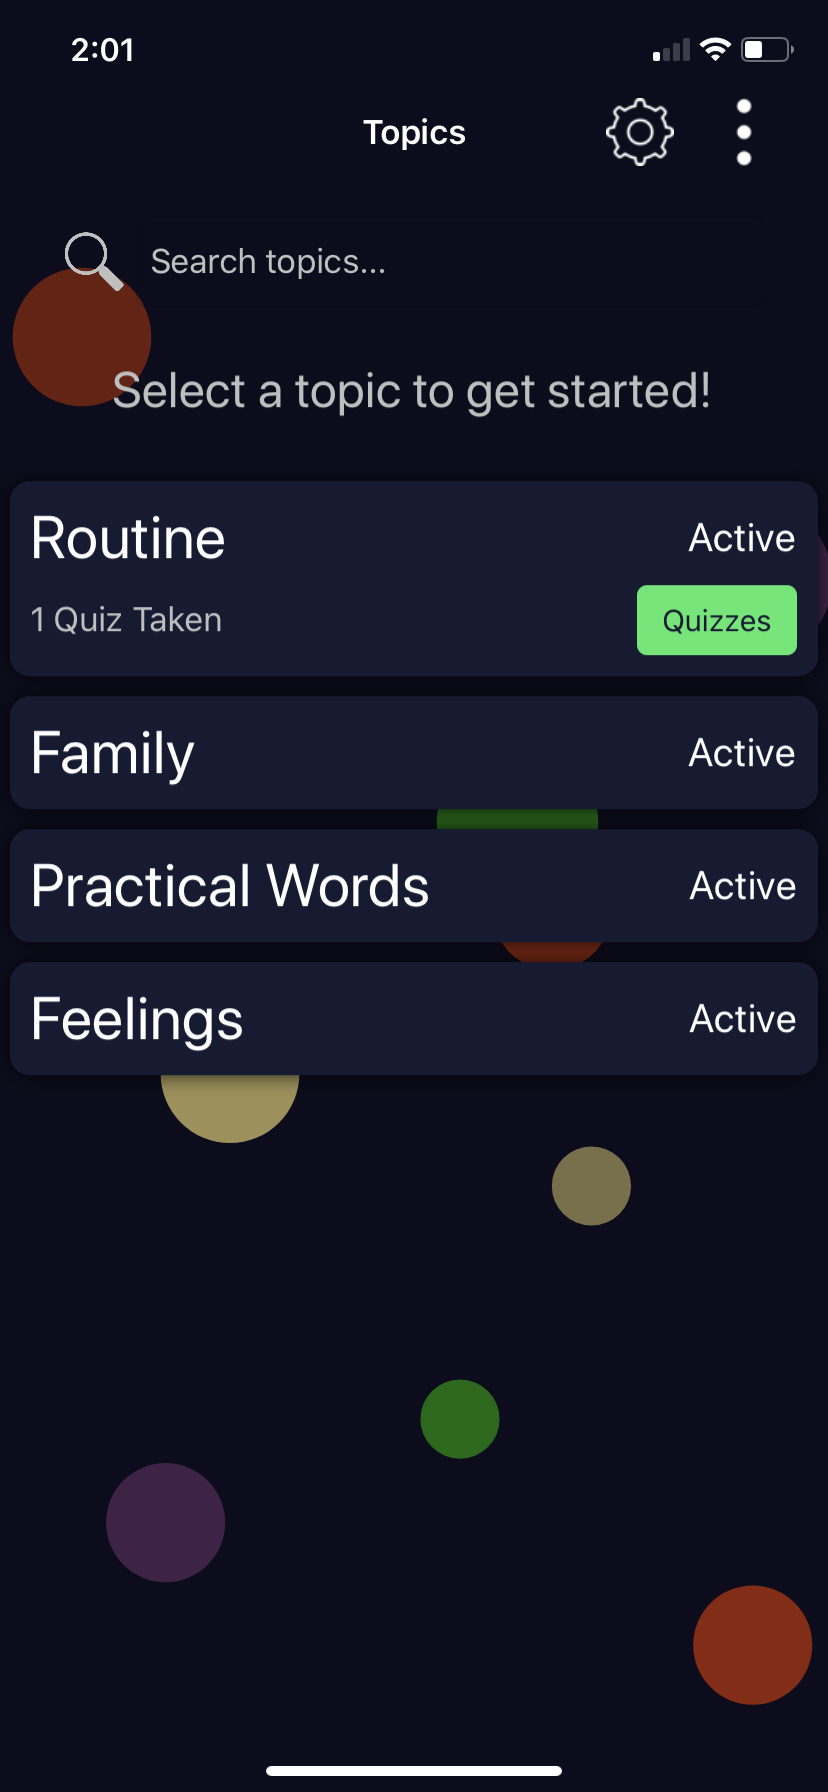 2:01
Topics
Search topics...
Select a topic to get started!
Routine Active
1 Quiz Taken Quizzes
Family Active
Practical Words Active
Feelings Active